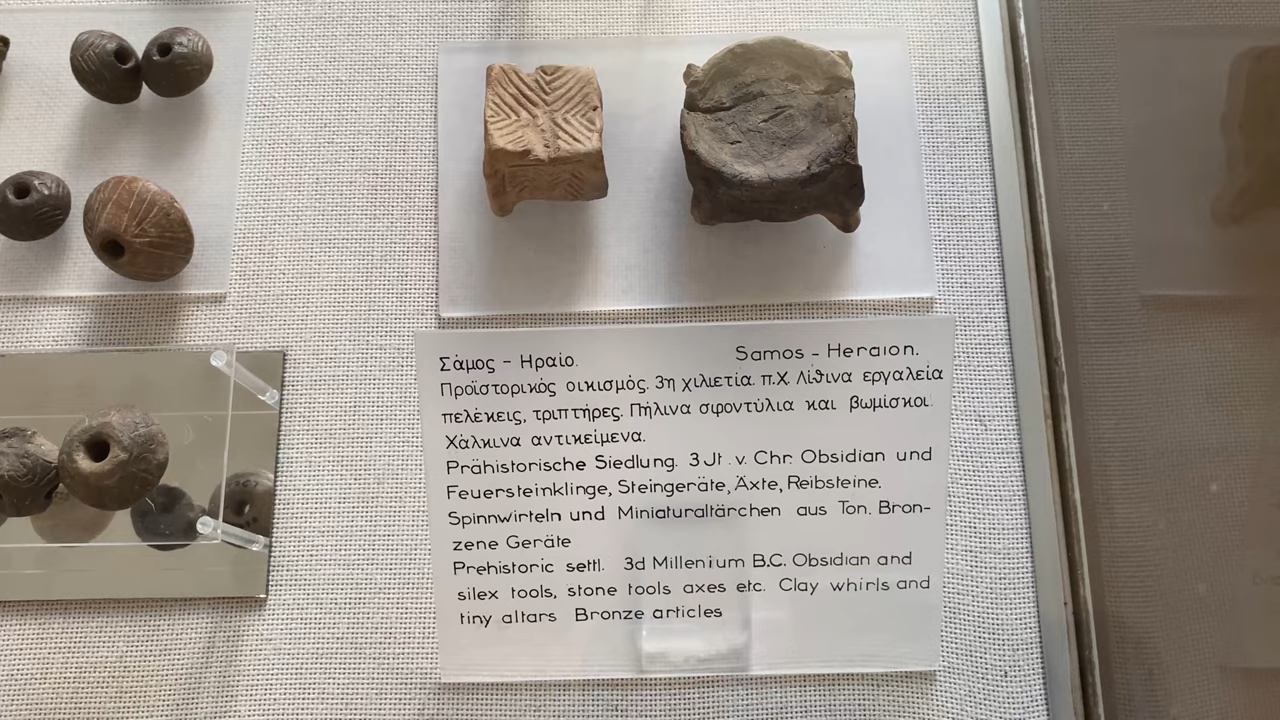 Σάμος - Ηραίο. Samos - Heraion.
Προϊστορικός οικισμός. 3η χιλιετία. π.Χ. Λίθινα εργαλεία
πελέκεις, τριπτήρες. Πήλινα σφοντύλια και βωμίσκοι.
Χάλκινα αντικείμενα.
Prähistorische Siedlung. 3 Jt. v. Chr. Obsidian und
Feuersteinklinge, Steingeräte, Äxte, Reibsteine.
Spinnwirteln und Miniaturaltärchen aus Ton. Bron-
zene Geräte
Prehistoric settl. 3d Millenium B.C. Obsidian and
silex tools, stone tools axes etc. Clay whirls and
tiny altars Bronze articles